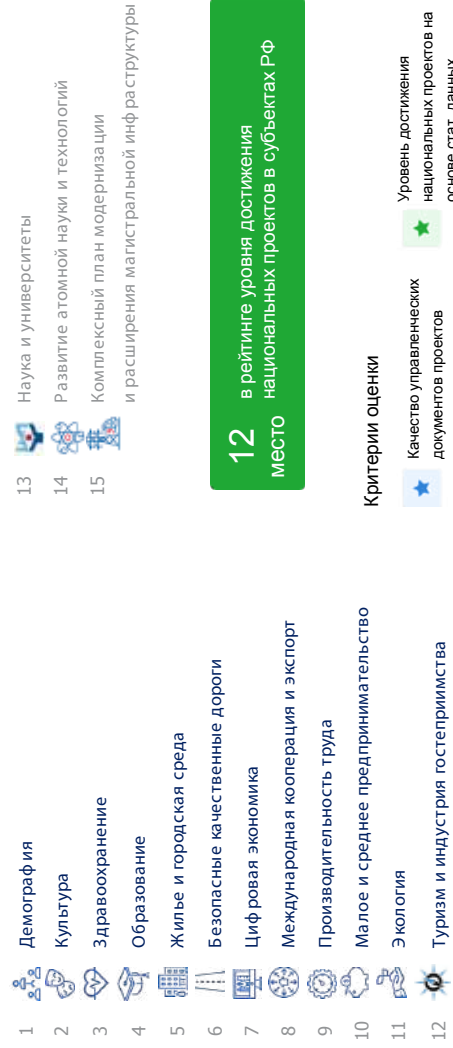 1 Демография
2 Культура
3 Здравоохранение
4 Образование
5 Жилье и городская среда
6 Безопасные качественные дороги
7 Цифровая экономика
8 Международная кооперация и экспорт
9 Производительность труда
10 Малое и среднее предпринимательство
11 Экология
12 Туризм и индустрия гостеприимства
13 Наука и университеты
14 Развитие атомной науки и технологий
15 Комплексный план модернизации
и расширения магистральной инфраструктуры
12
место
в рейтинге уровня достижения
национальных проектов в субъектах РФ
Критерии оценки
Качество управленческих
документов проектов
Уровень достижения
национальных проектов на
основе стат. данных